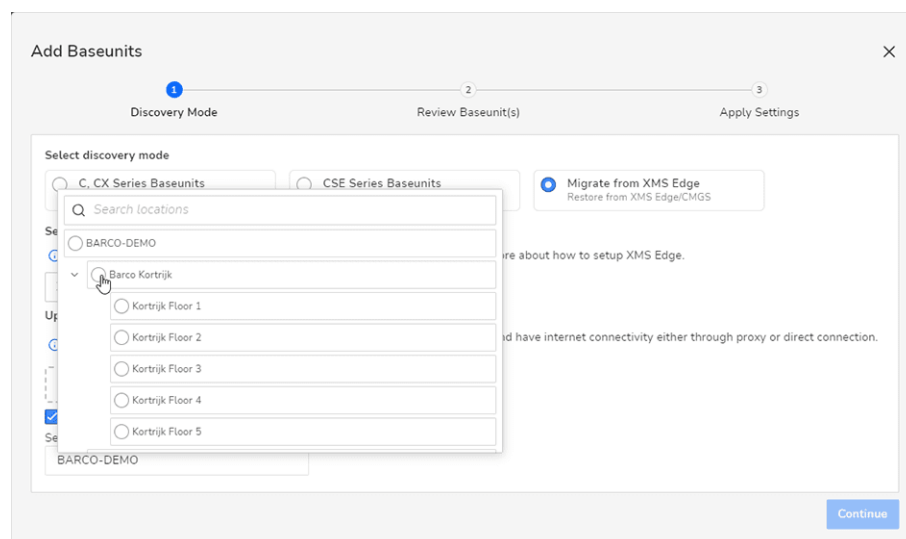 Add Baseunits
1
2
3
Discovery Mode
Review Baseunit(s)
Apply Settings
Select discovery mode
C, CX Series Baseunits
CSE Series Baseunits
Migrate from XMS Edge
Restore from XMS Edge/CMGS
Search locations
Se
BARCO-DEMO
about how to setup XMS Edge.
Barco Kortrijk
Kortrijk Floor 1
Up
Kortrijk Floor 2
have internet connectivity either through proxy or direct connection.
Kortrijk Floor 3
Kortrijk Floor 4
Kortrijk Floor 5
Se
BARCO-DEMO
Continue